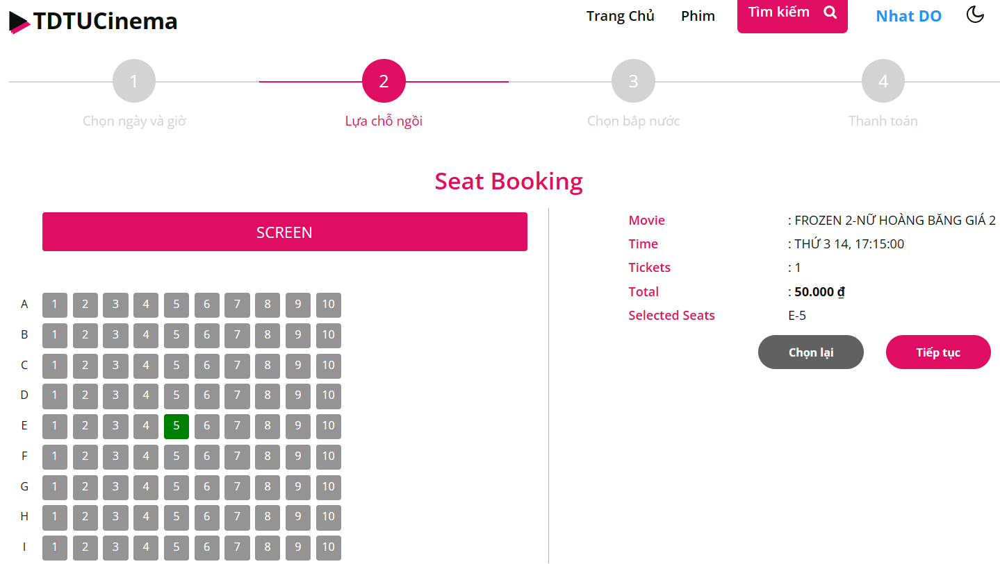 TDTUCinema Trang Chủ Phim Tìm kiếm Nhat DO
1 2 3 4
Chọn ngày và giờ Lựa chỗ ngồi Chọn bắp nước Thanh toán
Seat Booking
SCREEN
Movie : FROZEN 2-NỮ HOÀNG BĂNG GIÁ 2
Time : THỨ 3 14, 17:15:00
Tickets : 1
Total : 50.000 ₫
Selected Seats E-5
Chọn lại Tiếp tục
A 1 2 3 4 5 6 7 8 9 10
B 1 2 3 4 5 6 7 8 9 10
C 1 2 3 4 5 6 7 8 9 10
D 1 2 3 4 5 6 7 8 9 10
E 1 2 3 4 5 6 7 8 9 10
F 1 2 3 4 5 6 7 8 9 10
G 1 2 3 4 5 6 7 8 9 10
H 1 2 3 4 5 6 7 8 9 10
I 1 2 3 4 5 6 7 8 9 10